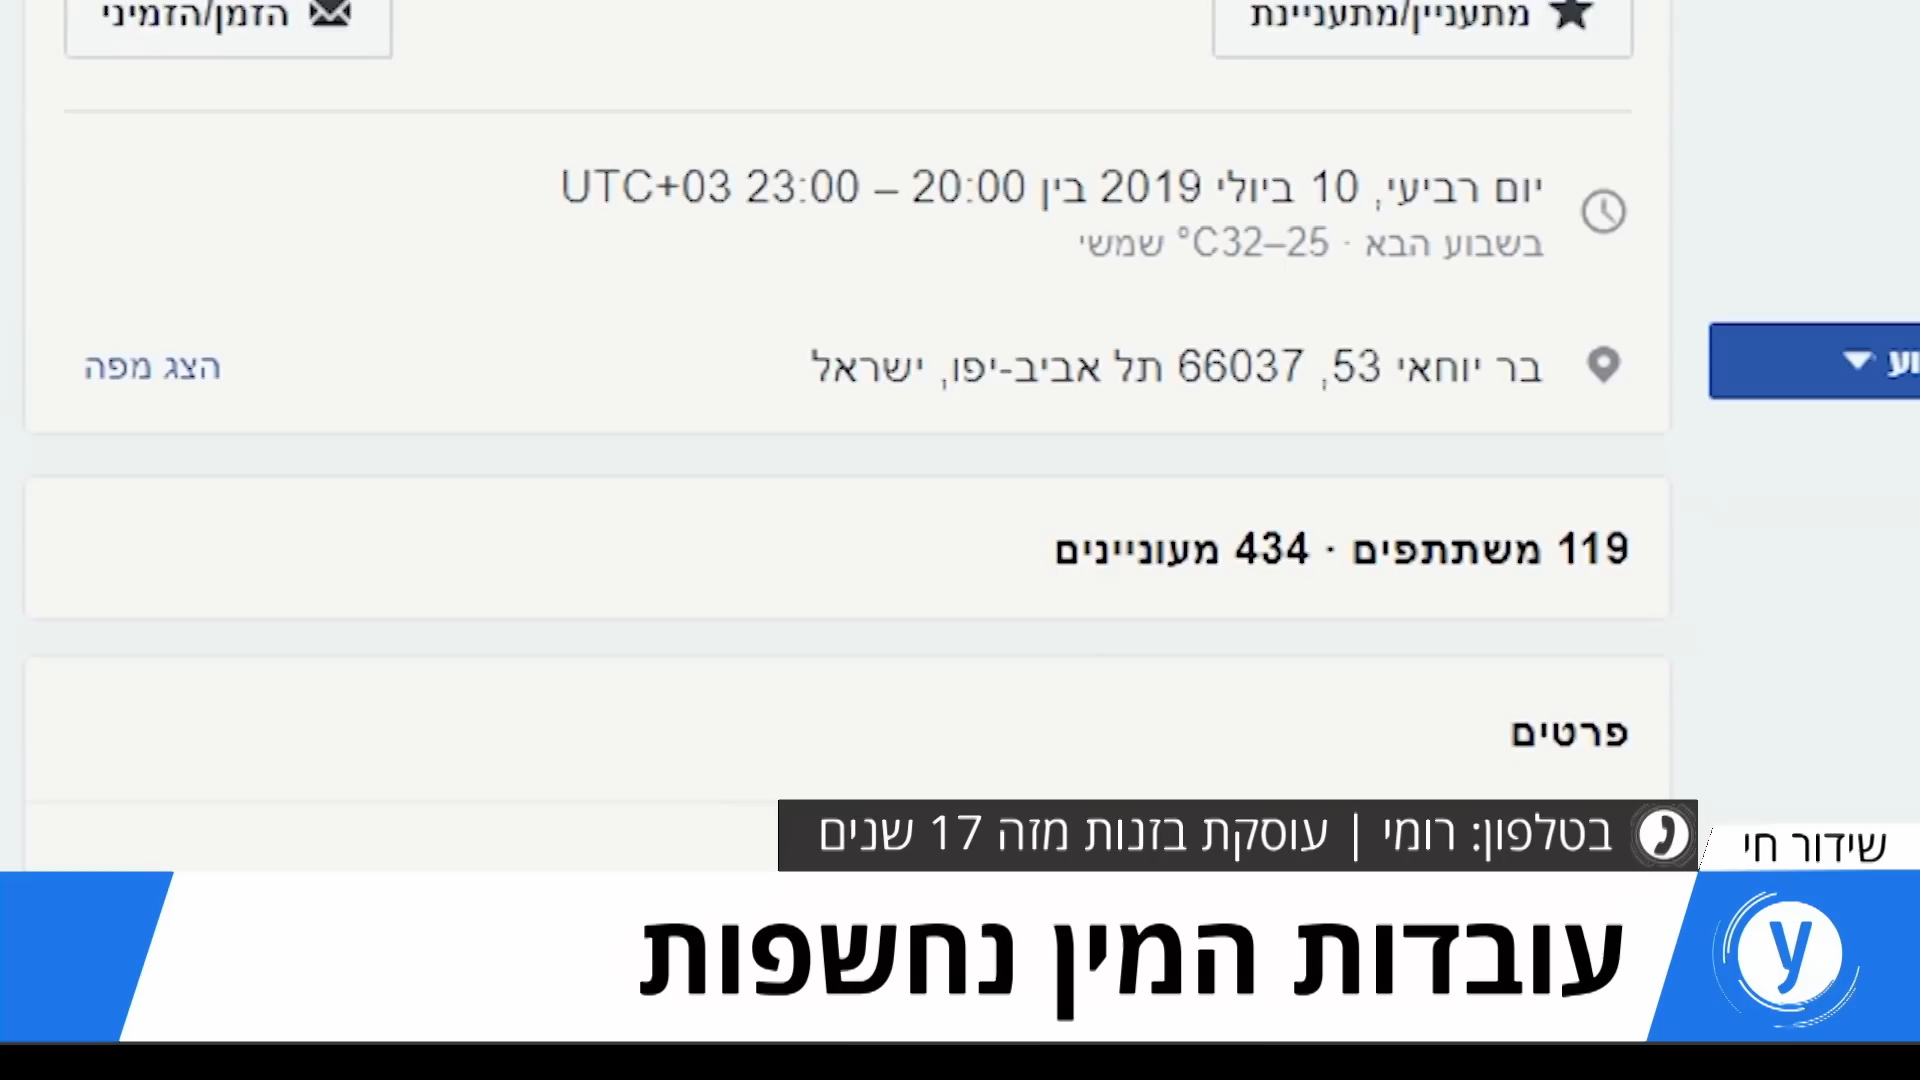 מתעניין/מתעניינת
הזמן/הזמיני
יום רביעי, 10 ביולי 2019 בין 20:00 – 23:00 UTC+03
בשבוע הבא · 25–32C° שמשי
בר יוחאי 53, 66037 תל אביב-יפו, ישראל
הצג מפה
119 משתתפים · 434 מעוניינים
פרטים
בטלפון: רומי | עוסקת בזנות מזה 17 שנים
שידור חי
עובדות המין נחשפות
y